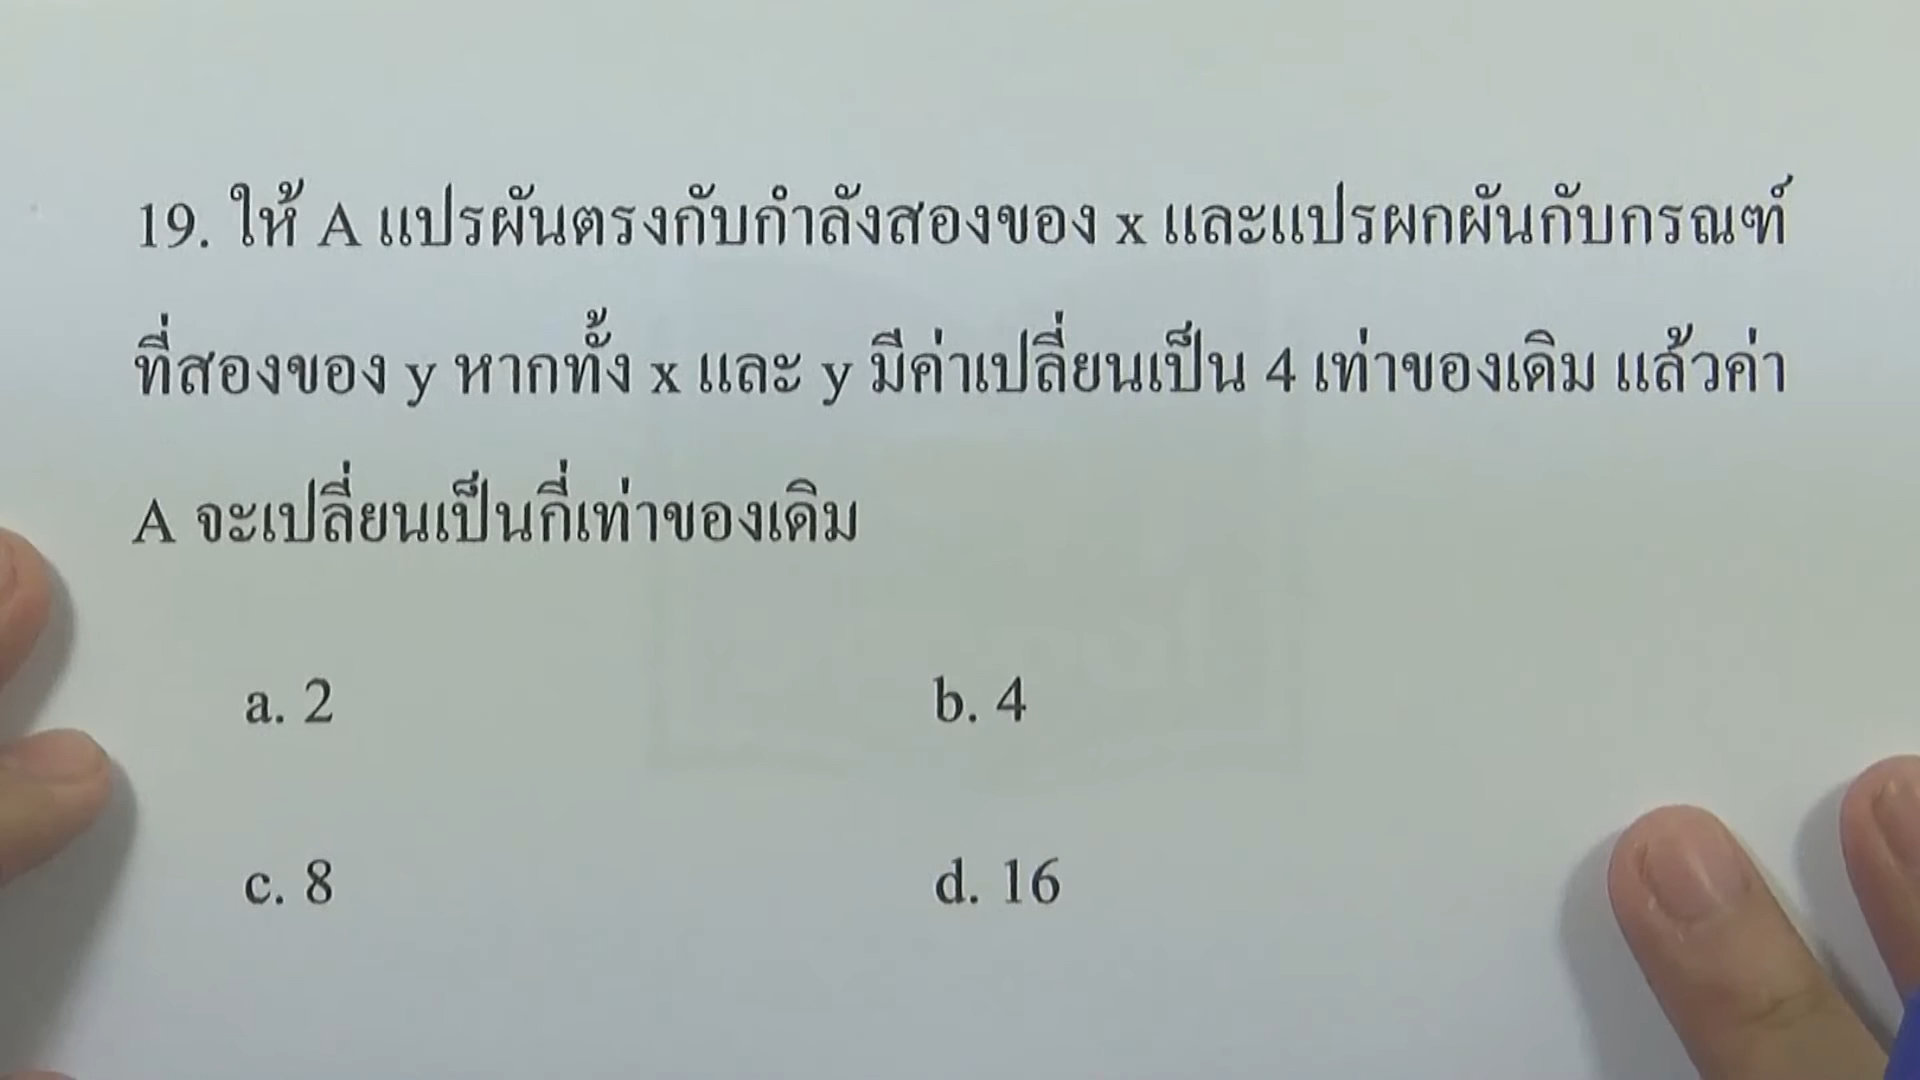 19. ให้ A แปรผันตรงกับกำลังสองของ x และแปรผกผันกับกรณฑ์
ที่สองของ y หากทั้ง x และ y มีค่าเปลี่ยนเป็น 4 เท่าของเดิม แล้วค่า
A จะเปลี่ยนเป็นกี่เท่าของเดิม
a. 2 b. 4
c. 8 d. 16